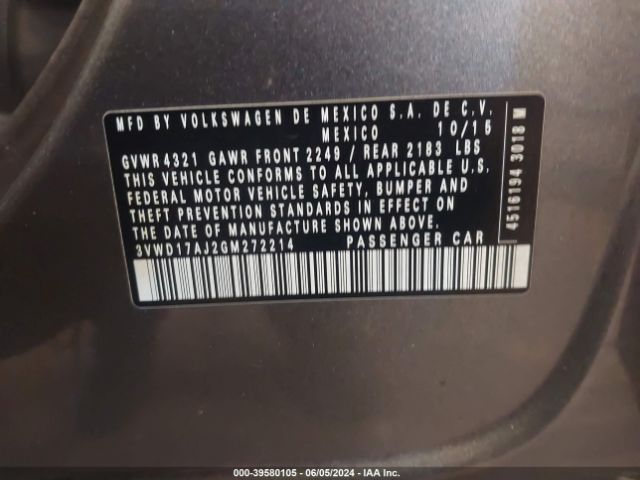 MFD BY VOLKSWAGEN DE MEXICO S.A. DE C.V.
MEXICO 10/15
GVWR 4321 GAWR FRONT 2249 / REAR 2183 LBS
THIS VEHICLE CONFORMS TO ALL APPLICABLE U.S.
FEDERAL MOTOR VEHICLE SAFETY, BUMPER AND
THEFT PREVENTION STANDARDS IN EFFECT ON
THE DATE OF MANUFACTURE SHOWN ABOVE
3VWD17AJ2GM272214 PASSENGER CAR
4516194 3018 M
000-39580105 - 06/05/2024 - IAA Inc.